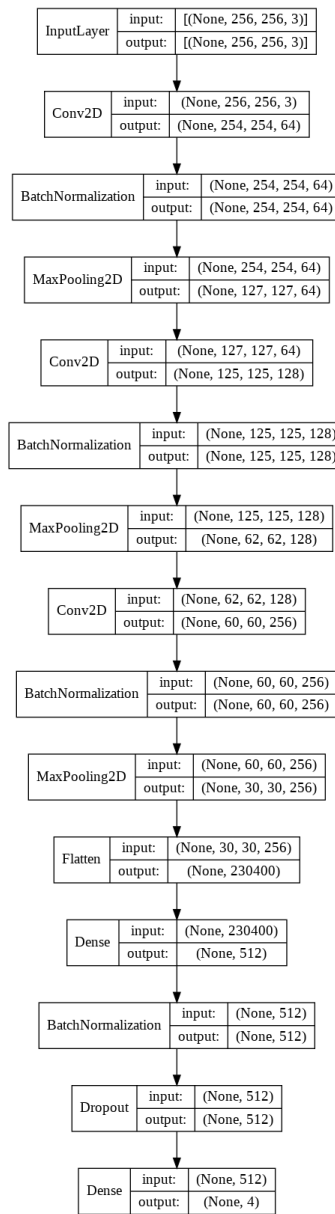 InputLayer input: [(None, 256, 256, 3)]
output: [(None, 256, 256, 3)]
Conv2D input: (None, 256, 256, 3)
output: (None, 254, 254, 64)
BatchNormalization input: (None, 254, 254, 64)
output: (None, 254, 254, 64)
MaxPooling2D input: (None, 254, 254, 64)
output: (None, 127, 127, 64)
Conv2D input: (None, 127, 127, 64)
output: (None, 125, 125, 128)
BatchNormalization input: (None, 125, 125, 128)
output: (None, 125, 125, 128)
MaxPooling2D input: (None, 125, 125, 128)
output: (None, 62, 62, 128)
Conv2D input: (None, 62, 62, 128)
output: (None, 60, 60, 256)
BatchNormalization input: (None, 60, 60, 256)
output: (None, 60, 60, 256)
MaxPooling2D input: (None, 60, 60, 256)
output: (None, 30, 30, 256)
Flatten input: (None, 30, 30, 256)
output: (None, 230400)
Dense input: (None, 230400)
output: (None, 512)
BatchNormalization input: (None, 512)
output: (None, 512)
Dropout input: (None, 512)
output: (None, 512)
Dense input: (None, 512)
output: (None, 4)